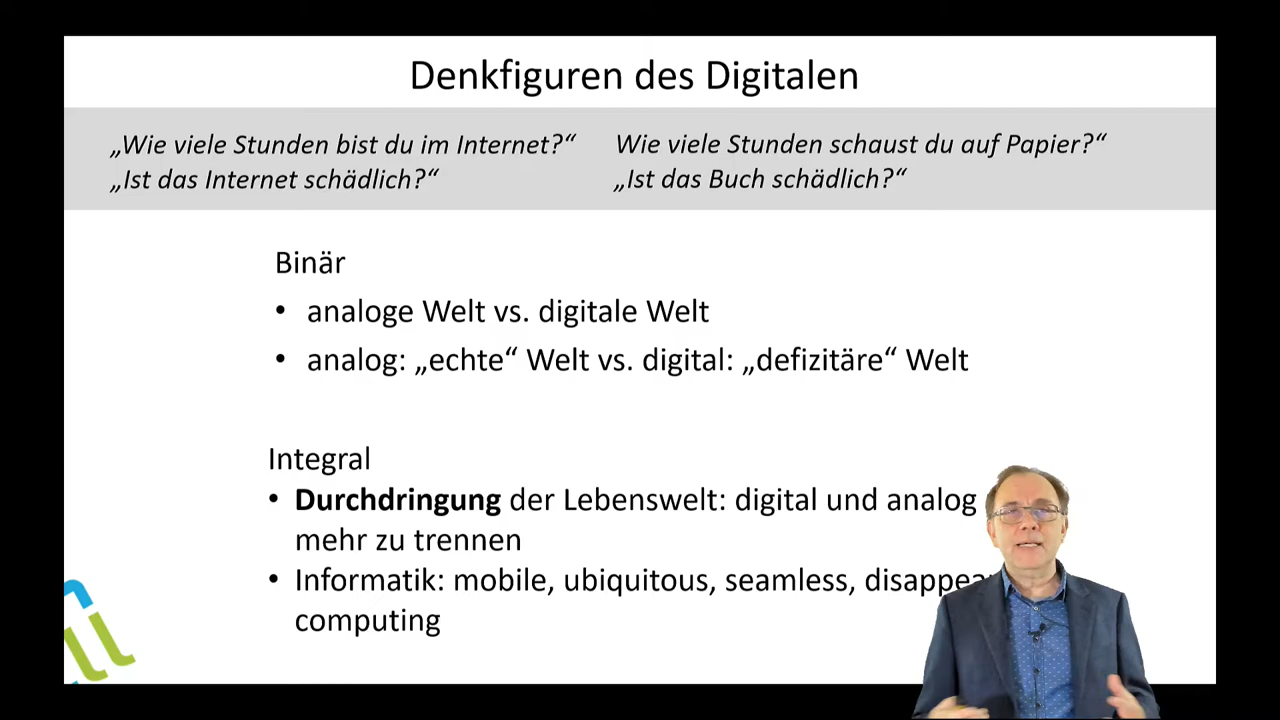 Denkfiguren des Digitalen
„Wie viele Stunden bist du im Internet?“ Wie viele Stunden schaust du auf Papier?“
„Ist das Internet schädlich?“ „Ist das Buch schädlich?“
Binär
• analoge Welt vs. digitale Welt
• analog: „echte“ Welt vs. digital: „defizitäre“ Welt
Integral
• Durchdringung der Lebenswelt: digital und analog
mehr zu trennen
• Informatik: mobile, ubiquitous, seamless,
computing